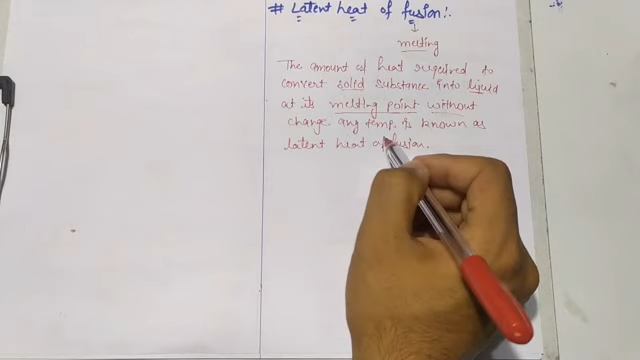 # Latent heat of fusion:.
melting
The amount of heat required to
convert solid substance into liquid
at its melting point without
change any temp. is known as
latent heat of fusion.